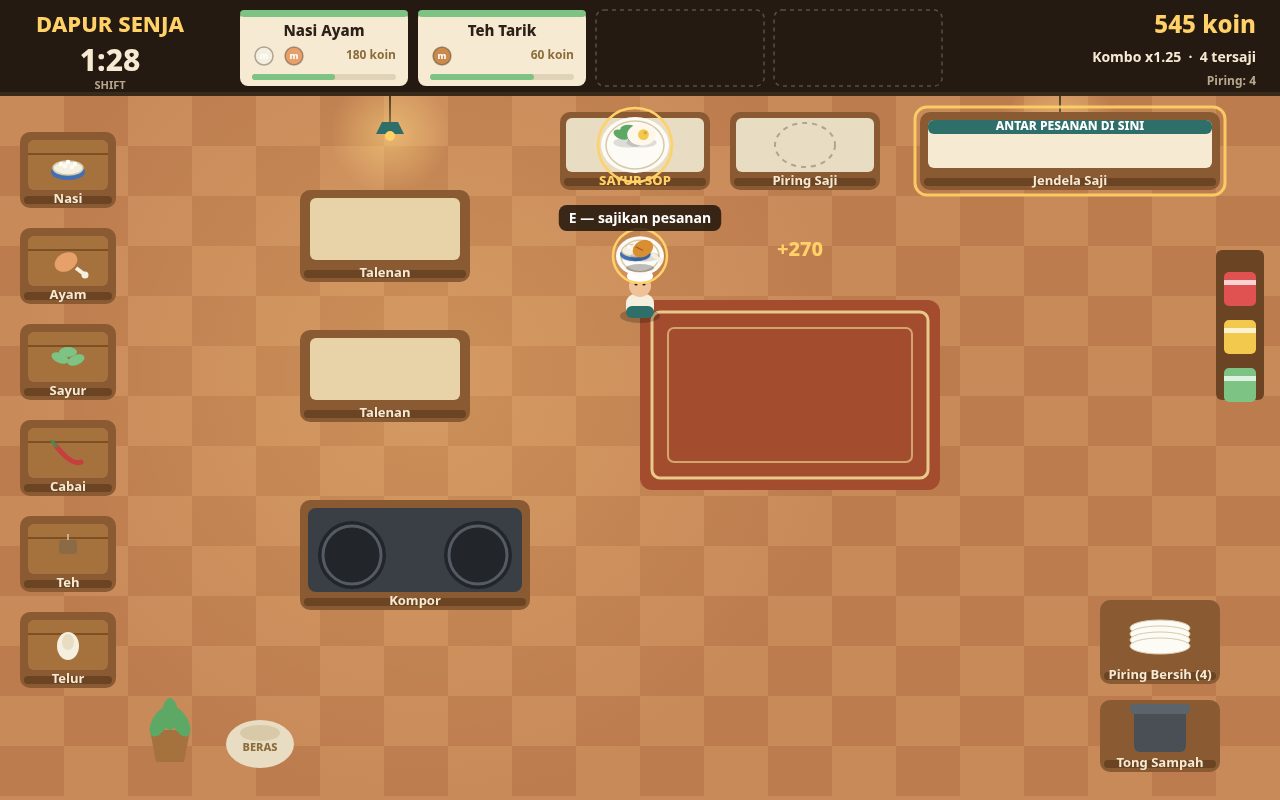 DAPUR SENJA
1:28
SHIFT
Nasi Ayam
m
180 koin
Teh Tarik
m
60 koin
545 koin
Kombo x1.25 · 4 tersaji
Piring: 4
SAYUR SOP
Piring Saji
ANTAR PESANAN DI SINI
Jendela Saji
E — sajikan pesanan
+270
Nasi
Ayam
Sayur
Cabai
Teh
Telur
Talenan
Talenan
Kompor
BERAS
Piring Bersih (4)
Tong Sampah